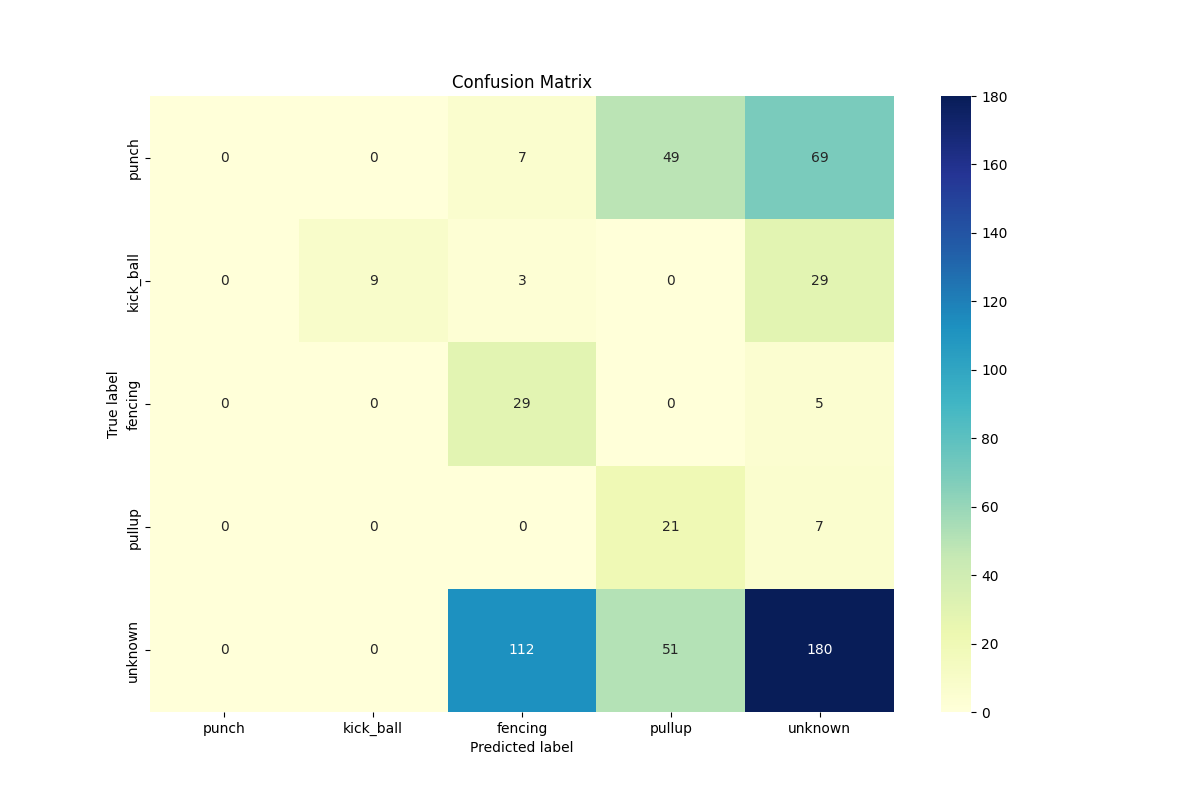 Confusion Matrix
True label
punch
0 0 7 49 69
kick_ball
0 9 3 0 29
fencing
0 0 29 0 5
pullup
0 0 0 21 7
unknown
0 0 112 51 180
punch kick_ball fencing pullup unknown
Predicted label
180
160
140
120
100
80
60
40
20
0